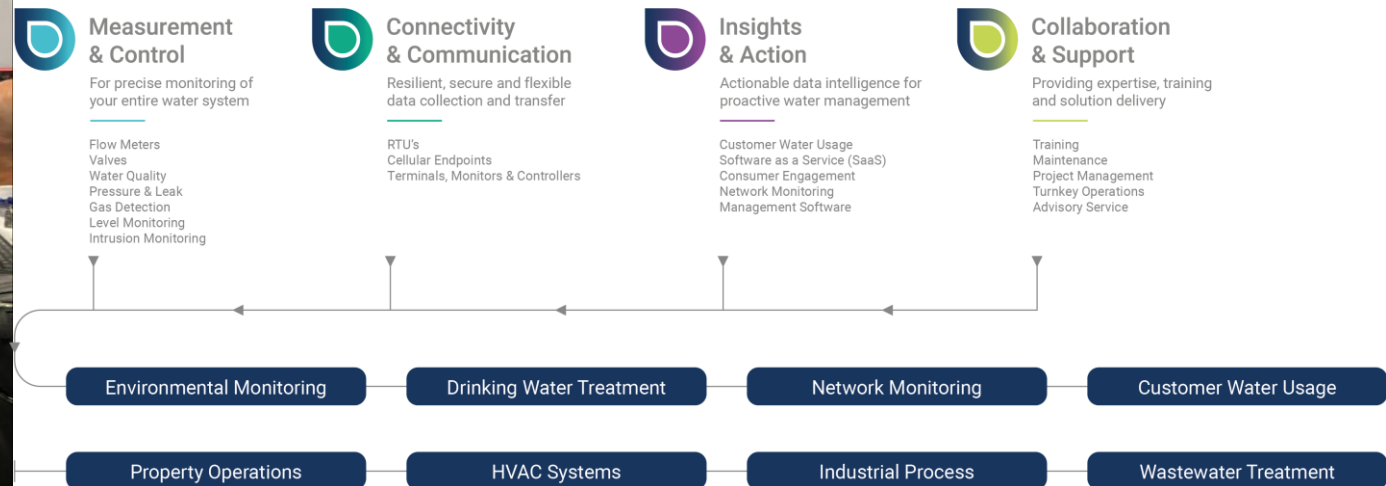 Measurement
& Control
For precise monitoring of
your entire water system
Flow Meters
Valves
Water Quality
Pressure & Leak
Gas Detection
Level Monitoring
Intrusion Monitoring
Connectivity
& Communication
Resilient, secure and flexible
data collection and transfer
RTU's
Cellular Endpoints
Terminals, Monitors & Controllers
Insights
& Action
Actionable data intelligence for
proactive water management
Customer Water Usage
Software as a Service (SaaS)
Consumer Engagement
Network Monitoring
Management Software
Collaboration
& Support
Providing expertise, training
and solution delivery
Training
Maintenance
Project Management
Turnkey Operations
Advisory Service
Environmental Monitoring
Drinking Water Treatment
Network Monitoring
Customer Water Usage
Property Operations
HVAC Systems
Industrial Process
Wastewater Treatment